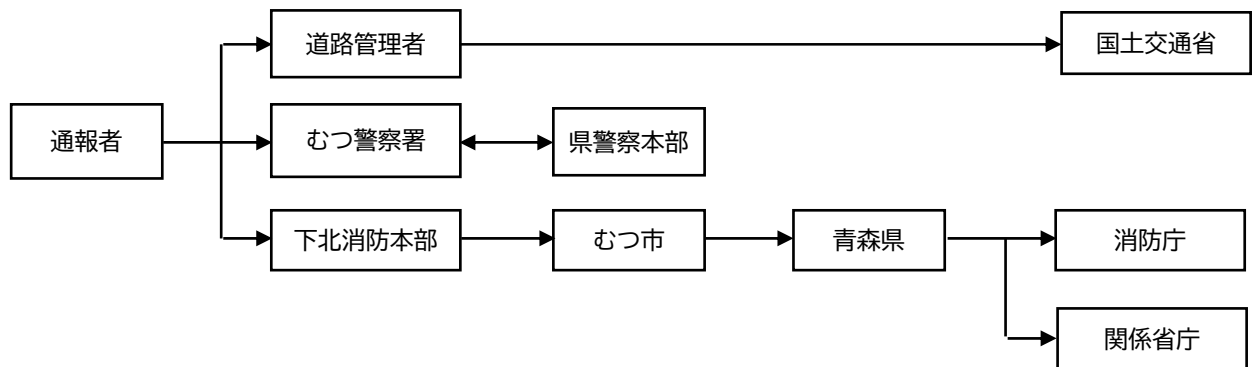 道路管理者
国土交通省
通報者
むつ警察署
県警察本部
下北消防本部
むつ市
青森県
消防庁
関係省庁